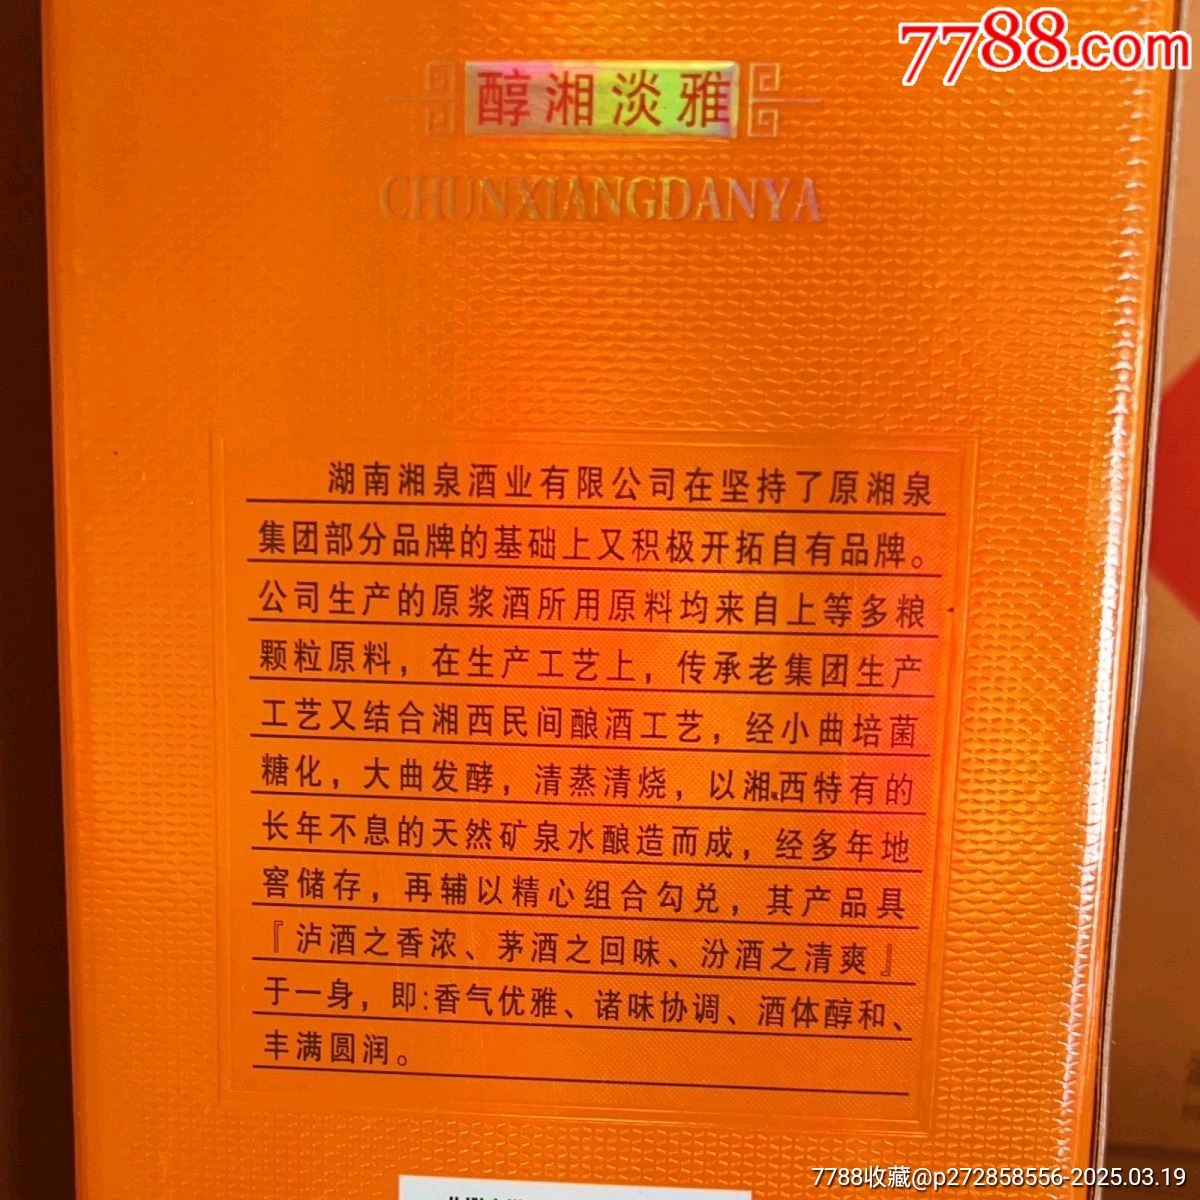 7788.com
醇湘淡雅
CHUNXIANGDANYA
湖南湘泉酒业有限公司在坚持了原湘泉
集团部分品牌的基础上又积极开拓自有品牌。
公司生产的原浆酒所用原料均来自上等多粮
颗粒原料，在生产工艺上，传承老集团生产
工艺又结合湘西民间酿酒工艺，经小曲培菌
糖化，大曲发酵，清蒸清烧，以湘西特有的
长年不息的天然矿泉水酿造而成，经多年地
窖储存，再辅以精心组合勾兑，其产品具
『泸酒之香浓、茅酒之回味、汾酒之清爽』
于一身，即:香气优雅、诸味协调、酒体醇和、
丰满圆润。
7788收藏@p272858556-2025.03.19